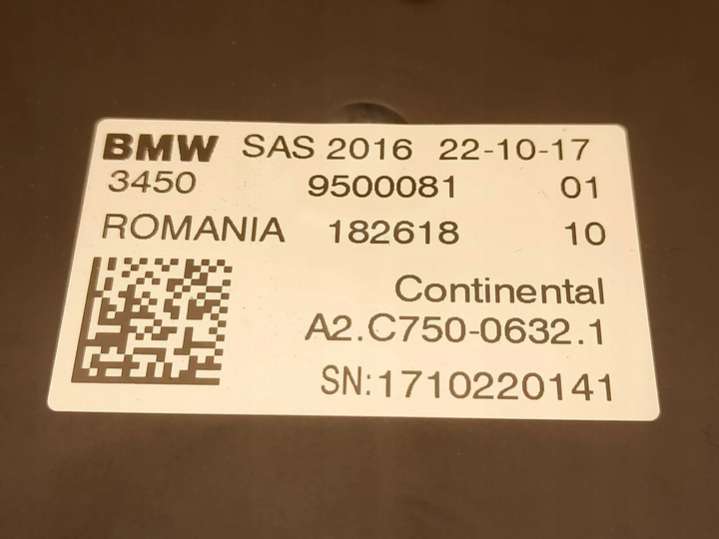 BMW SAS 2016 22-10-17
3450 9500081 01
ROMANIA 182618 10
Continental
A2.C750-0632.1
SN:1710220141